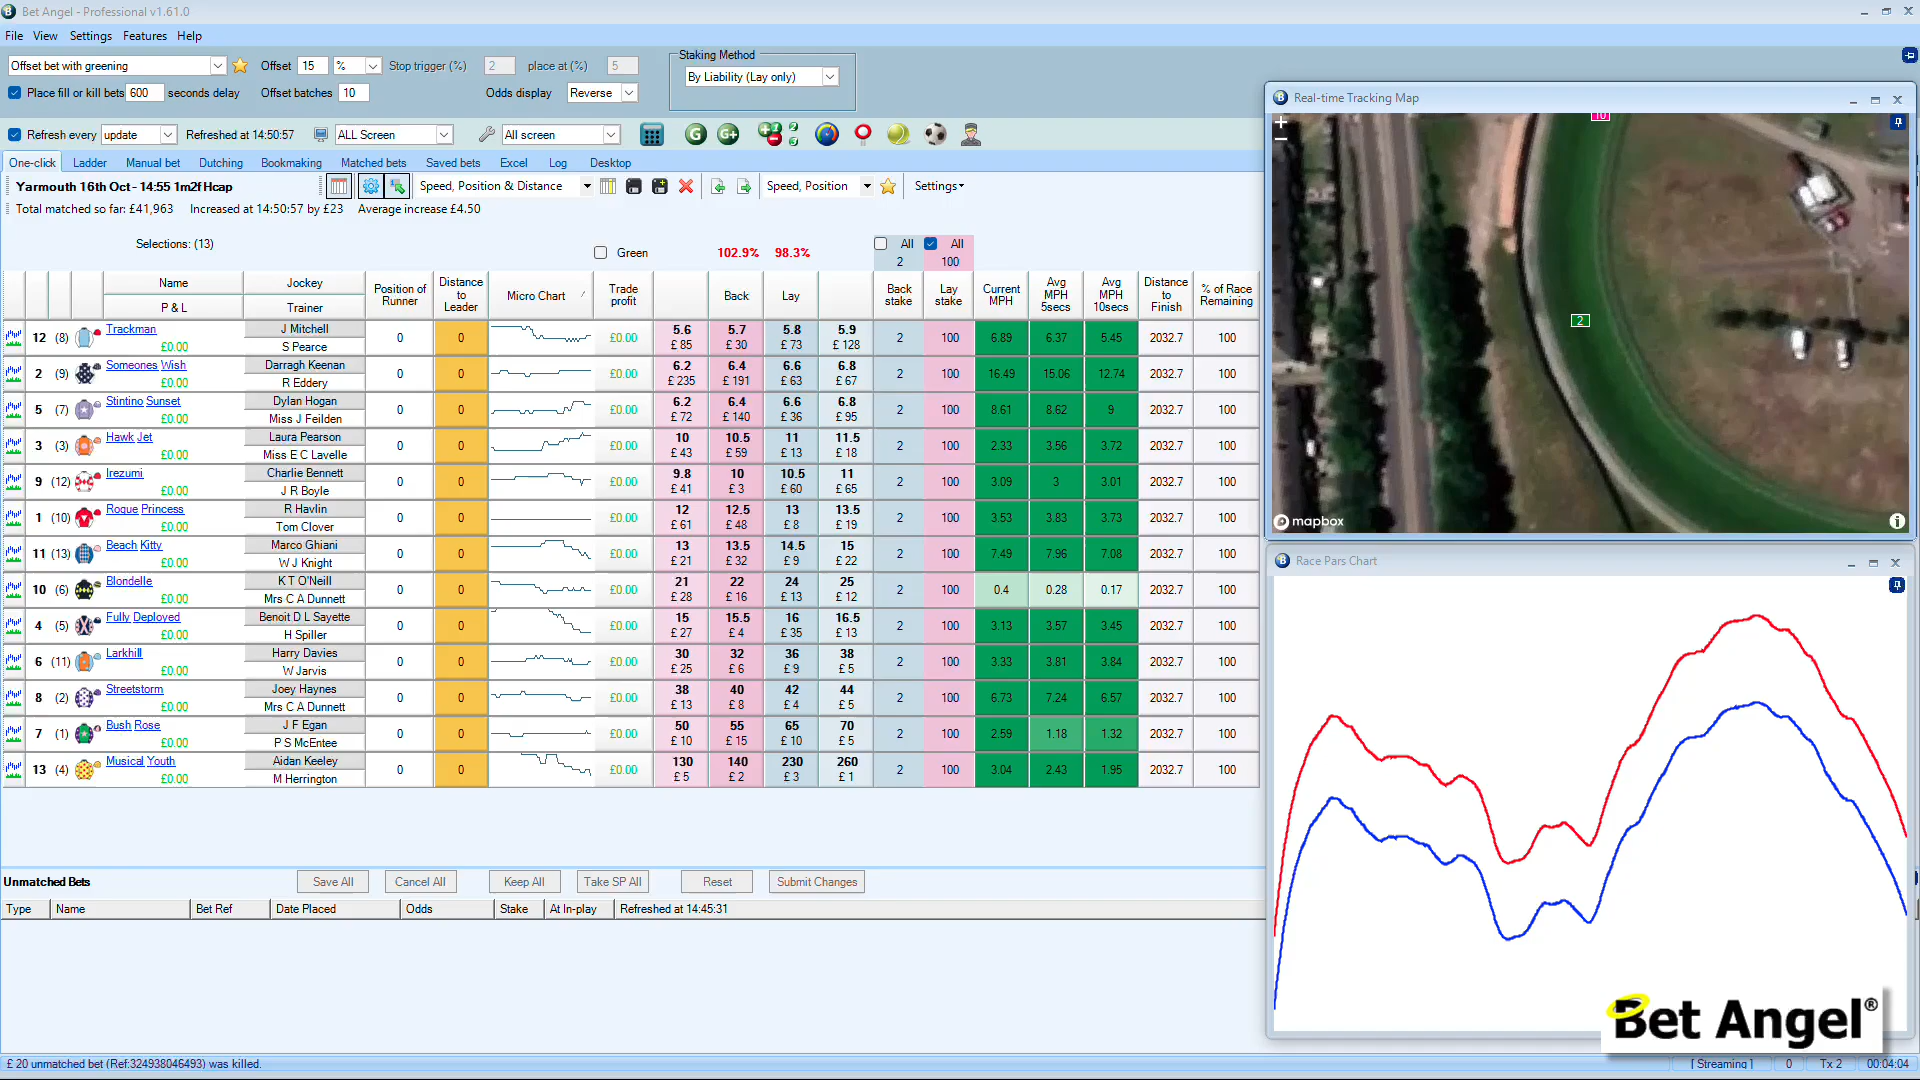 Bet Angel - Professional v1.61.0
File View Settings Features Help
Offset bet with greening Offset 15 % Stop trigger (%) 2 place at (%) 5
Staking Method
By Liability (Lay only)
Place fill or kill bets 600 seconds delay Offset batches 10 Odds display Reverse
Refresh every update Refreshed at 14:50:57 ALL Screen All screen G G+
One-click Ladder Manual bet Dutching Bookmaking Matched bets Saved bets Excel Log Desktop
Yarmouth 16th Oct - 14:55 1m2f Hcap Speed, Position & Distance Speed, Position Settings
Total matched so far: £41,963 Increased at 14:50:57 by £23 Average increase £4.50
Selections: (13) Green 102.9% 98.3% All 2 All 100
Name Jockey Position of Runner Distance to Leader Micro Chart Trade profit Back Lay Back stake Lay stake Current MPH Avg MPH 5secs Avg MPH 10secs Distance to Finish % of Race Remaining
P & L Trainer
12 (8) Trackman J Mitchell 0 0 £0.00 5.6 5.7 5.8 5.9 2 100 6.89 6.37 5.45 2032.7 100
£0.00 S Pearce £ 85 £ 30 £ 73 £ 128
2 (9) Someones Wish Darragh Keenan 0 0 £0.00 6.2 6.4 6.6 6.8 2 100 16.49 15.06 12.74 2032.7 100
£0.00 R Eddery £ 235 £ 191 £ 63 £ 67
5 (7) Stintino Sunset Dylan Hogan 0 0 £0.00 6.2 6.4 6.6 6.8 2 100 8.61 8.62 9 2032.7 100
£0.00 Miss J Feilden £ 72 £ 140 £ 36 £ 95
3 (3) Hawk Jet Laura Pearson 0 0 £0.00 10 10.5 11 11.5 2 100 2.33 3.56 3.72 2032.7 100
£0.00 Miss E C Lavelle £ 43 £ 59 £ 13 £ 18
9 (12) Irezumi Charlie Bennett 0 0 £0.00 9.8 10 10.5 11 2 100 3.09 3 3.01 2032.7 100
£0.00 J R Boyle £ 41 £ 3 £ 60 £ 65
1 (10) Rogue Princess R Havlin 0 0 £0.00 12 12.5 13 13.5 2 100 3.53 3.83 3.73 2032.7 100
£0.00 Tom Clover £ 61 £ 48 £ 8 £ 19
11 (13) Beach Kitty Marco Ghiani 0 0 £0.00 13 13.5 14.5 15 2 100 7.49 7.96 7.08 2032.7 100
£0.00 W J Knight £ 21 £ 32 £ 9 £ 22
10 (6) Blondelle K T O'Neill 0 0 £0.00 21 22 24 25 2 100 0.4 0.28 0.17 2032.7 100
£0.00 Mrs C A Dunnett £ 28 £ 16 £ 13 £ 12
4 (5) Fully Deployed Benoit D L Sayette 0 0 £0.00 15 15.5 16 16.5 2 100 3.13 3.57 3.45 2032.7 100
£0.00 H Spiller £ 27 £ 4 £ 35 £ 13
6 (11) Larkhill Harry Davies 0 0 £0.00 30 32 36 38 2 100 3.33 3.81 3.84 2032.7 100
£0.00 W Jarvis £ 25 £ 6 £ 9 £ 5
8 (2) Streetstorm Joey Haynes 0 0 £0.00 38 40 42 44 2 100 6.73 7.24 6.57 2032.7 100
£0.00 Mrs C A Dunnett £ 13 £ 8 £ 4 £ 5
7 (1) Bush Rose J F Egan 0 0 £0.00 50 55 65 70 2 100 2.59 1.18 1.32 2032.7 100
£0.00 P S McEntee £ 10 £ 15 £ 10 £ 5
13 (4) Musical Youth Aidan Keeley 0 0 £0.00 130 140 230 260 2 100 3.04 2.43 1.95 2032.7 100
£0.00 M Herrington £ 5 £ 2 £ 3 £ 1
Unmatched Bets Save All Cancel All Keep All Take SP All Reset Submit Changes
Type Name Bet Ref Date Placed Odds Stake At In-play Refreshed at 14:45:31
Real-time Tracking Map
10
2
mapbox
Race Pars Chart
Bet Angel®
£ 20 unmatched bet (Ref:324938046493) was killed. [ Streaming ] 0 Tx 2 00:04:04